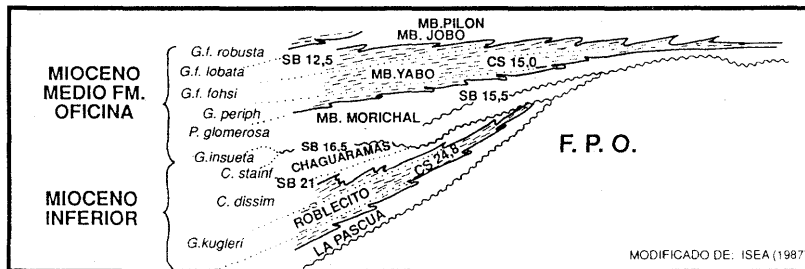 MB.PILON
MB. JOBO
G.f. robusta
SB 12,5
MIOCENO
MEDIO FM.
OFICINA
G.f. lobata
MB.YABO
CS 15.0
G.f. fohsi
SB 15,5
G. periph
MB. MORICHAL
P. glomerosa
F. P. O.
G.insueta
SB 16.5
CHAGUARAMAS
C. stainf
SB 21
CS 24,8
MIOCENO
INFERIOR
C. dissim
ROBLECITO
LA PASCUA
G.kugleri
MODIFICADO DE: ISEA (1987